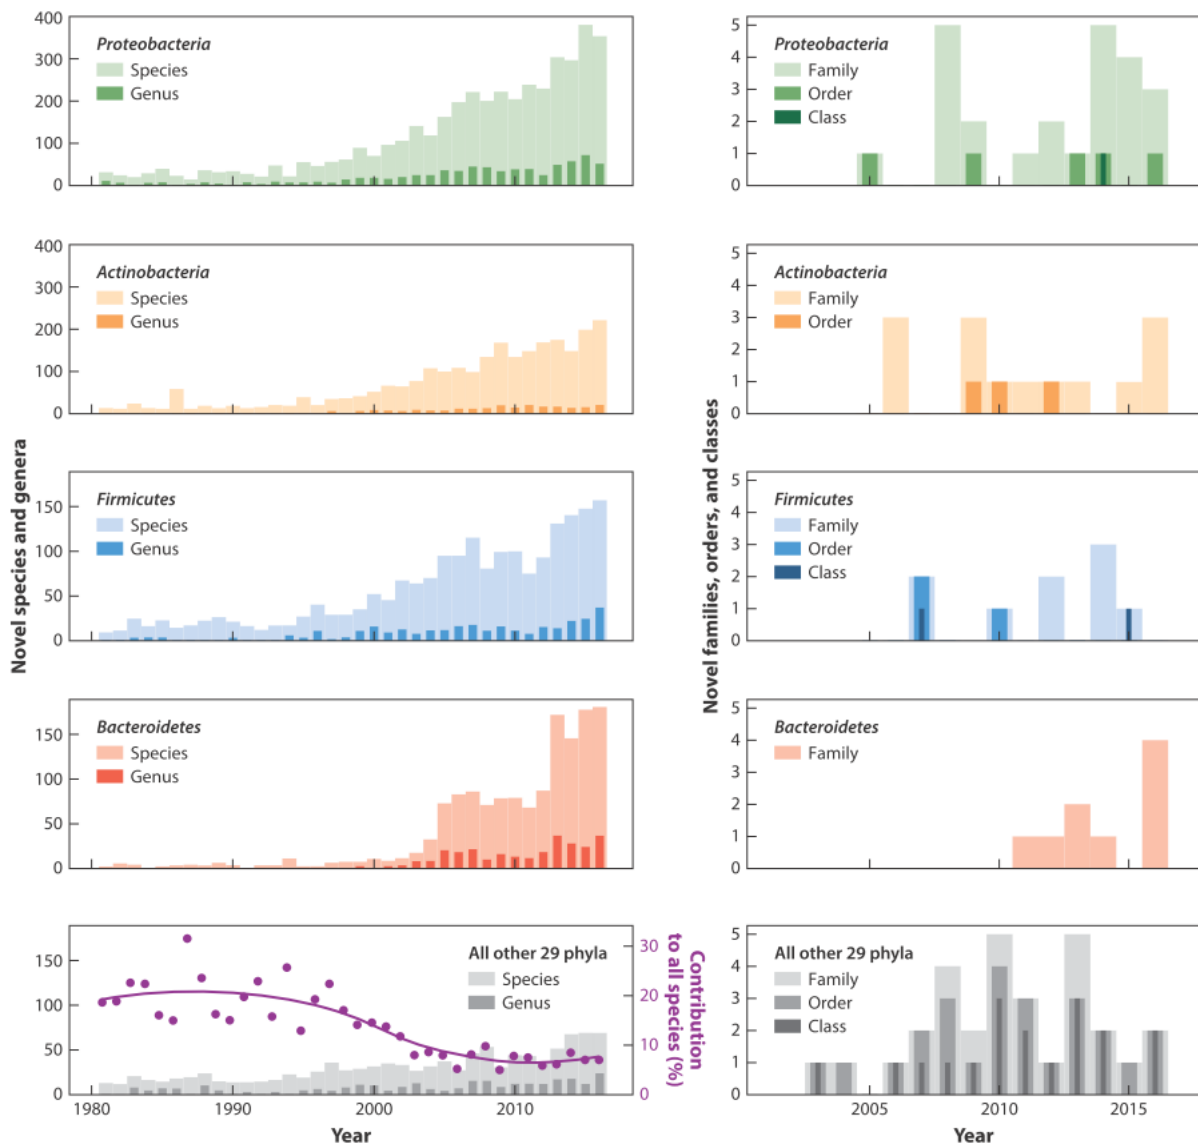 Novel species and genera
400
300
200
100
0
Proteobacteria
Species
Genus
400
300
200
100
0
Actinobacteria
Species
Genus
150
100
50
0
Firmicutes
Species
Genus
150
100
50
0
Bacteroidetes
Species
Genus
150
100
50
0
All other 29 phyla
Species
Genus
30
20
10
0
Contribution
to all species (%)
1980
1990
2000
2010
Year
Novel families, orders, and classes
5
4
3
2
1
0
Proteobacteria
Family
Order
Class
5
4
3
2
1
0
Actinobacteria
Family
Order
5
4
3
2
1
0
Firmicutes
Family
Order
Class
5
4
3
2
1
0
Bacteroidetes
Family
5
4
3
2
1
0
All other 29 phyla
Family
Order
Class
2005
2010
2015
Year